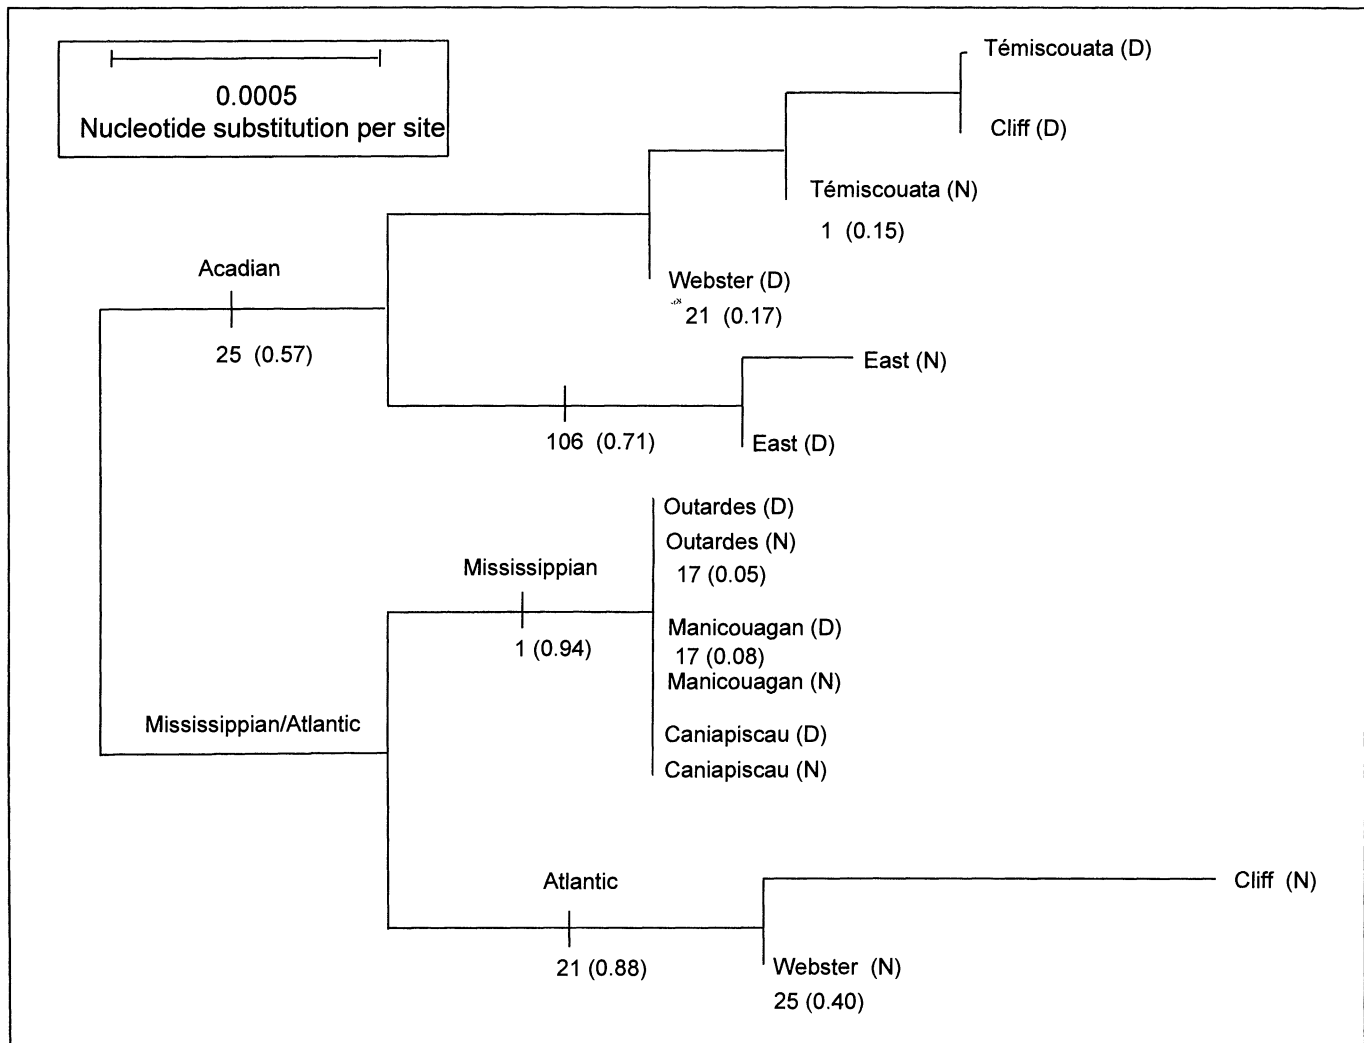 0.0005
Nucleotide substitution per site
Témiscouata (D)
Cliff (D)
Témiscouata (N)
1 (0.15)
Acadian
25 (0.57)
Webster (D)
21 (0.17)
East (N)
106 (0.71)
East (D)
Outardes (D)
Outardes (N)
17 (0.05)
Mississippian
1 (0.94)
Manicouagan (D)
17 (0.08)
Manicouagan (N)
Mississippian/Atlantic
Caniapiscau (D)
Caniapiscau (N)
Atlantic
21 (0.88)
Cliff (N)
Webster (N)
25 (0.40)